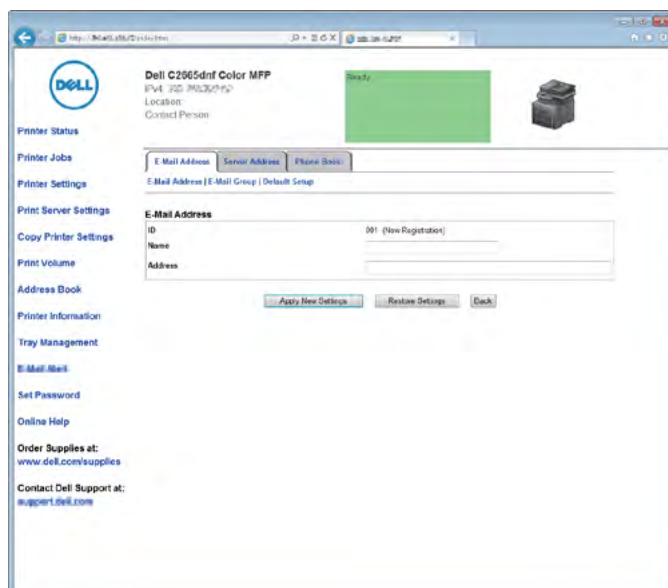 DELL
Dell C2665dnf Color MFP
IPv4:
Location:
Contact Person:
Ready
Printer Status
Printer Jobs
Printer Settings
Print Server Settings
Copy Printer Settings
Print Volume
Address Book
Printer Information
Tray Management
E-Mail Alert
Set Password
Online Help
Order Supplies at:
www.dell.com/supplies
Contact Dell Support at:
support.dell.com
E-Mail Address Server Address Phone Book
E-Mail Address | E-Mail Group | Default Setup
E-Mail Address
ID 001 (New Registration)
Name
Address
Apply New Settings Restore Settings Back